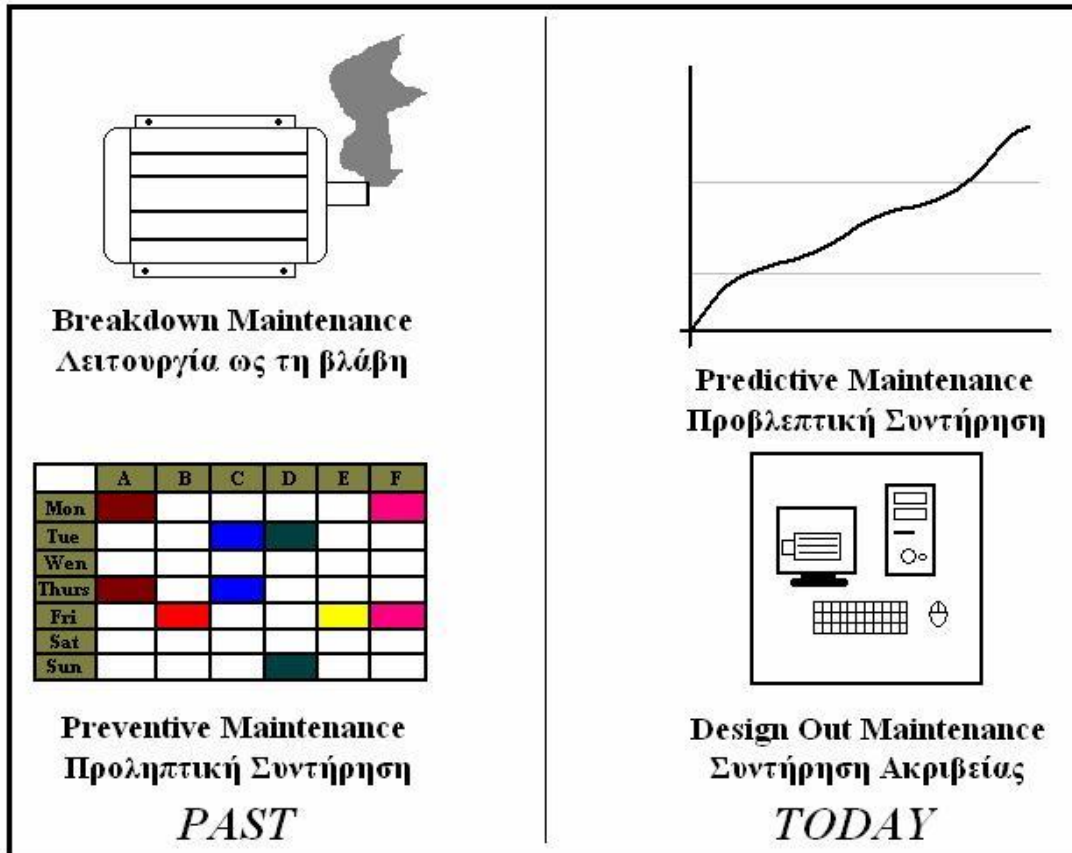 Breakdown Maintenance
Λειτουργία ως τη βλάβη
A B C D E F
Mon
Tue
Wen
Thurs
Fri
Sat
Sun
Preventive Maintenance
Προληπτική Συντήρηση
PAST
Predictive Maintenance
Προβλεπτική Συντήρηση
Design Out Maintenance
Συντήρηση Ακριβείας
TODAY